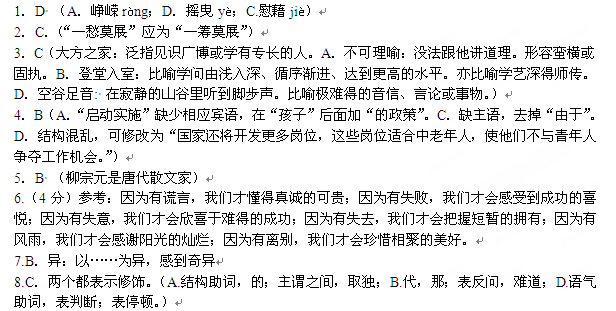 1．D （A．峥嵘 ròng；D．摇曳 yè；C.慰藉 jiè）
2．C.（“一愁莫展”应为“一筹莫展”）
3．C（大方之家：泛指见识广博或学有专长的人。A．不可理喻：没法跟他讲道理。形容蛮横或
固执。B．登堂入室：比喻学问由浅入深、循序渐进、达到更高的水平。亦比喻学艺深得师传。
D．空谷足音：在寂静的山谷里听到脚步声。比喻极难得的音信、言论或事物。）
4．B（A．“启动实施”缺少相应宾语，在“孩子”后面加“的政策”。C．缺主语，去掉“由于”。
D．结构混乱，可修改为“国家还将开发更多岗位，这些岗位适合中老年人，使他们不与青年人
争夺工作机会。”）
5．B （柳宗元是唐代散文家）
6.（4 分）参考：因为有谎言，我们才懂得真诚的可贵；因为有失败，我们才会感受到成功的喜
悦；因为有失意，我们才会欣喜于难得的成功；因为有失去，我们才会把握短暂的拥有；因为有
风雨，我们才会感谢阳光的灿烂；因为有离别，我们才会珍惜相聚的美好。
7.B．异：以……为异，感到奇异
8.C．两个都表示修饰。（A.结构助词，的；主谓之间，取独；B.代，那；表反问，难道；D.语气
助词，表判断；表停顿。）